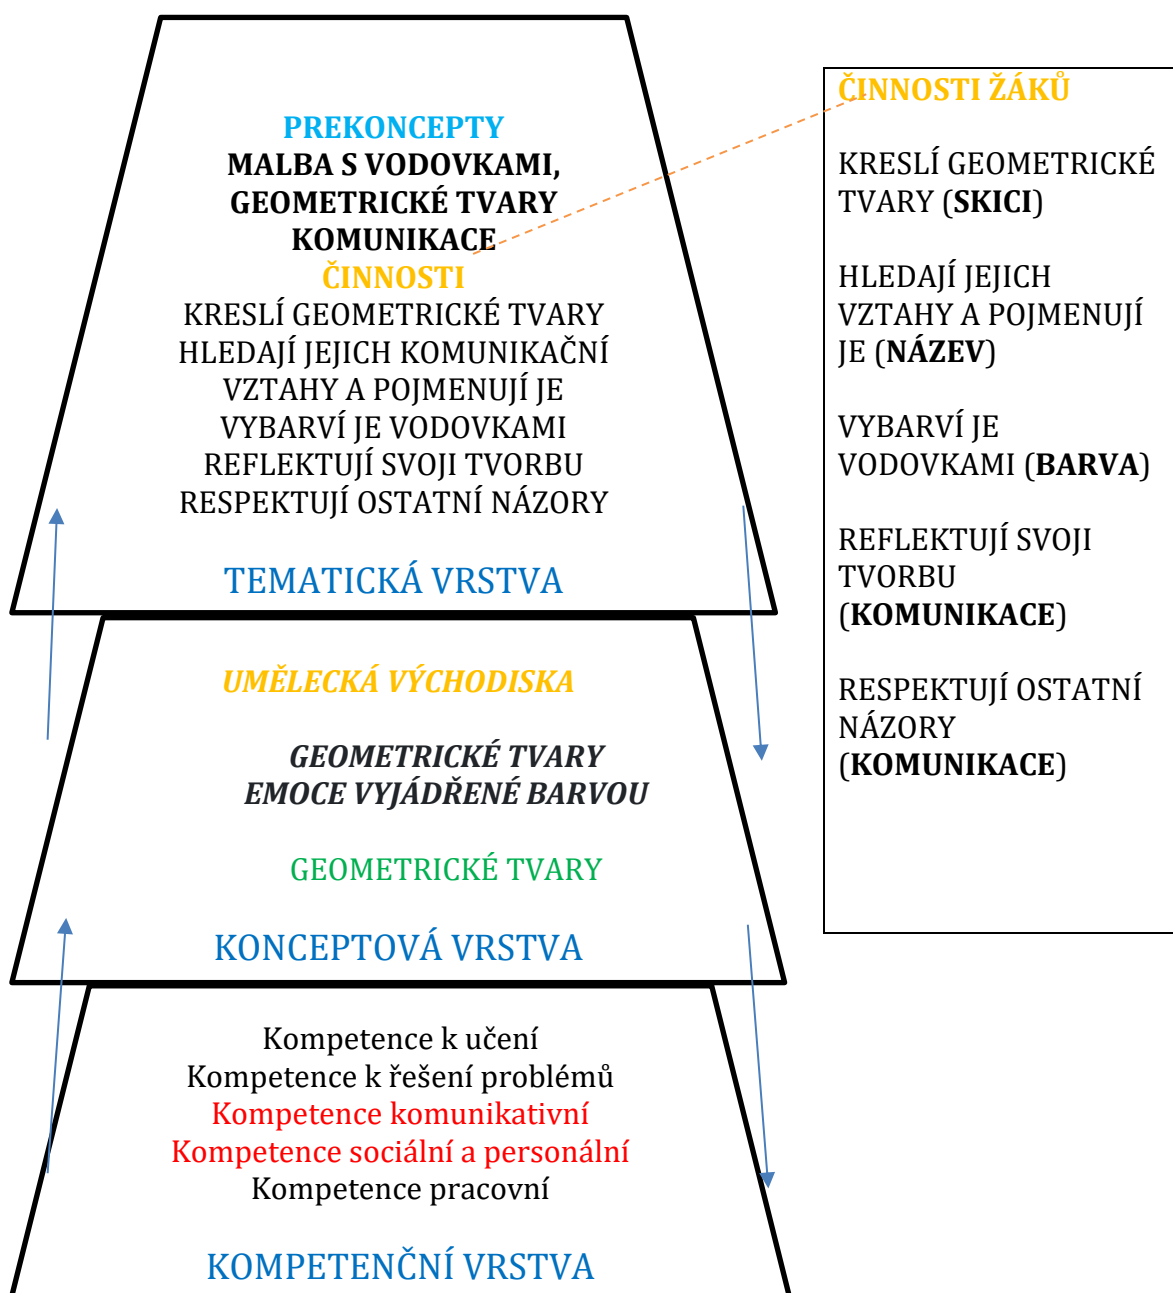 PREKONCEPTY
MALBA S VODOVKAMI,
GEOMETRICKÉ TVARY
KOMUNIKACE
ČINNOSTI
KRESLÍ GEOMETRICKÉ TVARY
HLEDAJÍ JEJICH KOMUNIKAČNÍ
VZTAHY A POJMENUJÍ JE
VYBARVÍ JE VODOVKAMI
REFLEKTUJÍ SVOJI TVORBU
RESPEKTUJÍ OSTATNÍ NÁZORY
TEMATICKÁ VRSTVA
UMĚLECKÁ VÝCHODISKA
GEOMETRICKÉ TVARY
EMOCE VYJÁDŘENÉ BARVOU
GEOMETRICKÉ TVARY
KONCEPTOVÁ VRSTVA
Kompetence k učení
Kompetence k řešení problémů
Kompetence komunikativní
Kompetence sociální a personální
Kompetence pracovní
KOMPETENČNÍ VRSTVA
ČINNOSTI ŽÁKŮ
KRESLÍ GEOMETRICKÉ
TVARY (SKICI)
HLEDAJÍ JEJICH
VZTAHY A POJMENUJÍ
JE (NÁZEV)
VYBARVÍ JE
VODOVKAMI (BARVA)
REFLEKTUJÍ SVOJI
TVORBU
(KOMUNIKACE)
RESPEKTUJÍ OSTATNÍ
NÁZORY
(KOMUNIKACE)